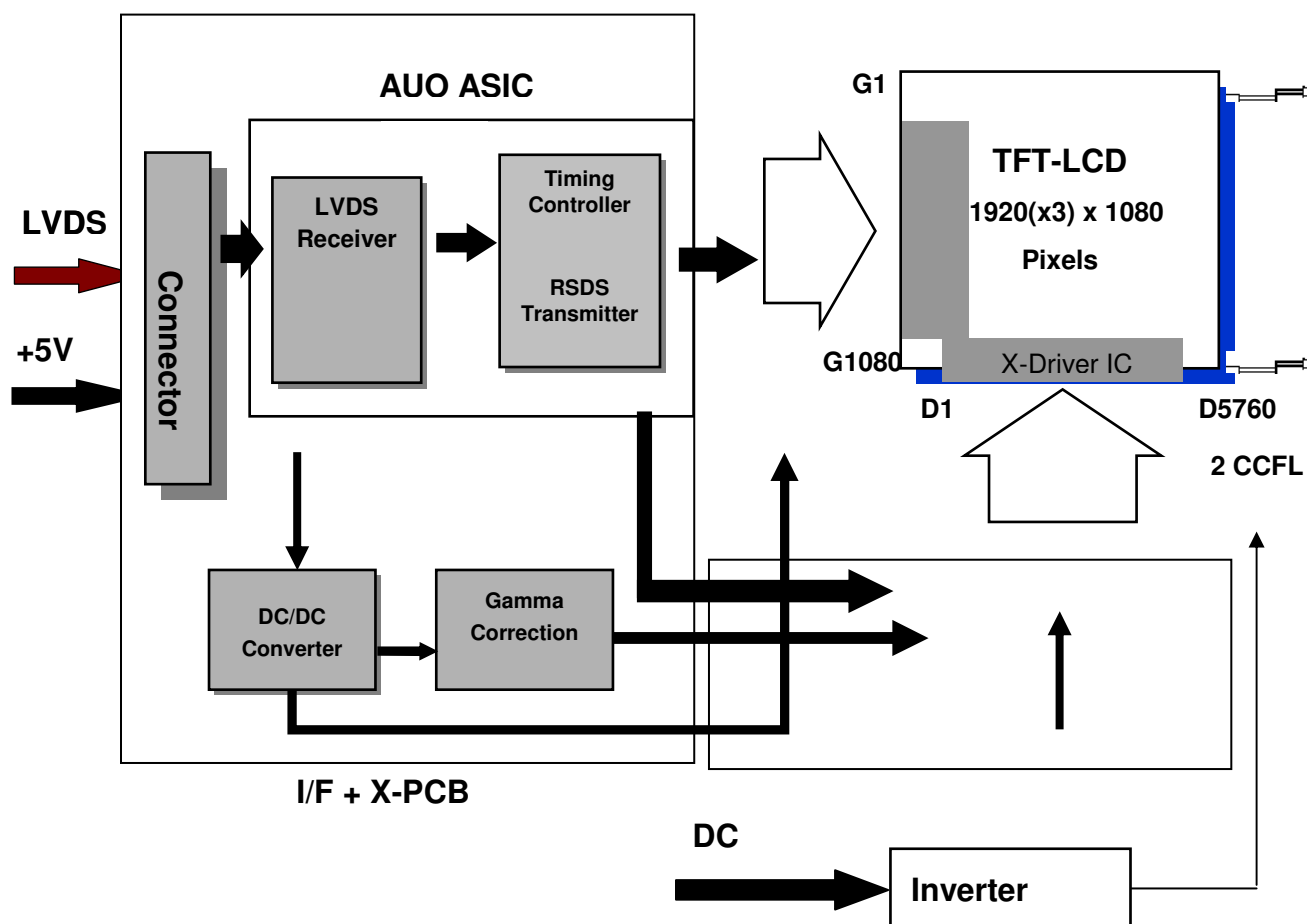 AUO ASIC
G1
TFT-LCD
1920(x3) x 1080
Pixels
LVDS
+5V
Connector
LVDS
Receiver
Timing
Controller
RSDS
Transmitter
G1080
X-Driver IC
D1
D5760
2 CCFL
DC/DC
Converter
Gamma
Correction
I/F + X-PCB
DC
Inverter